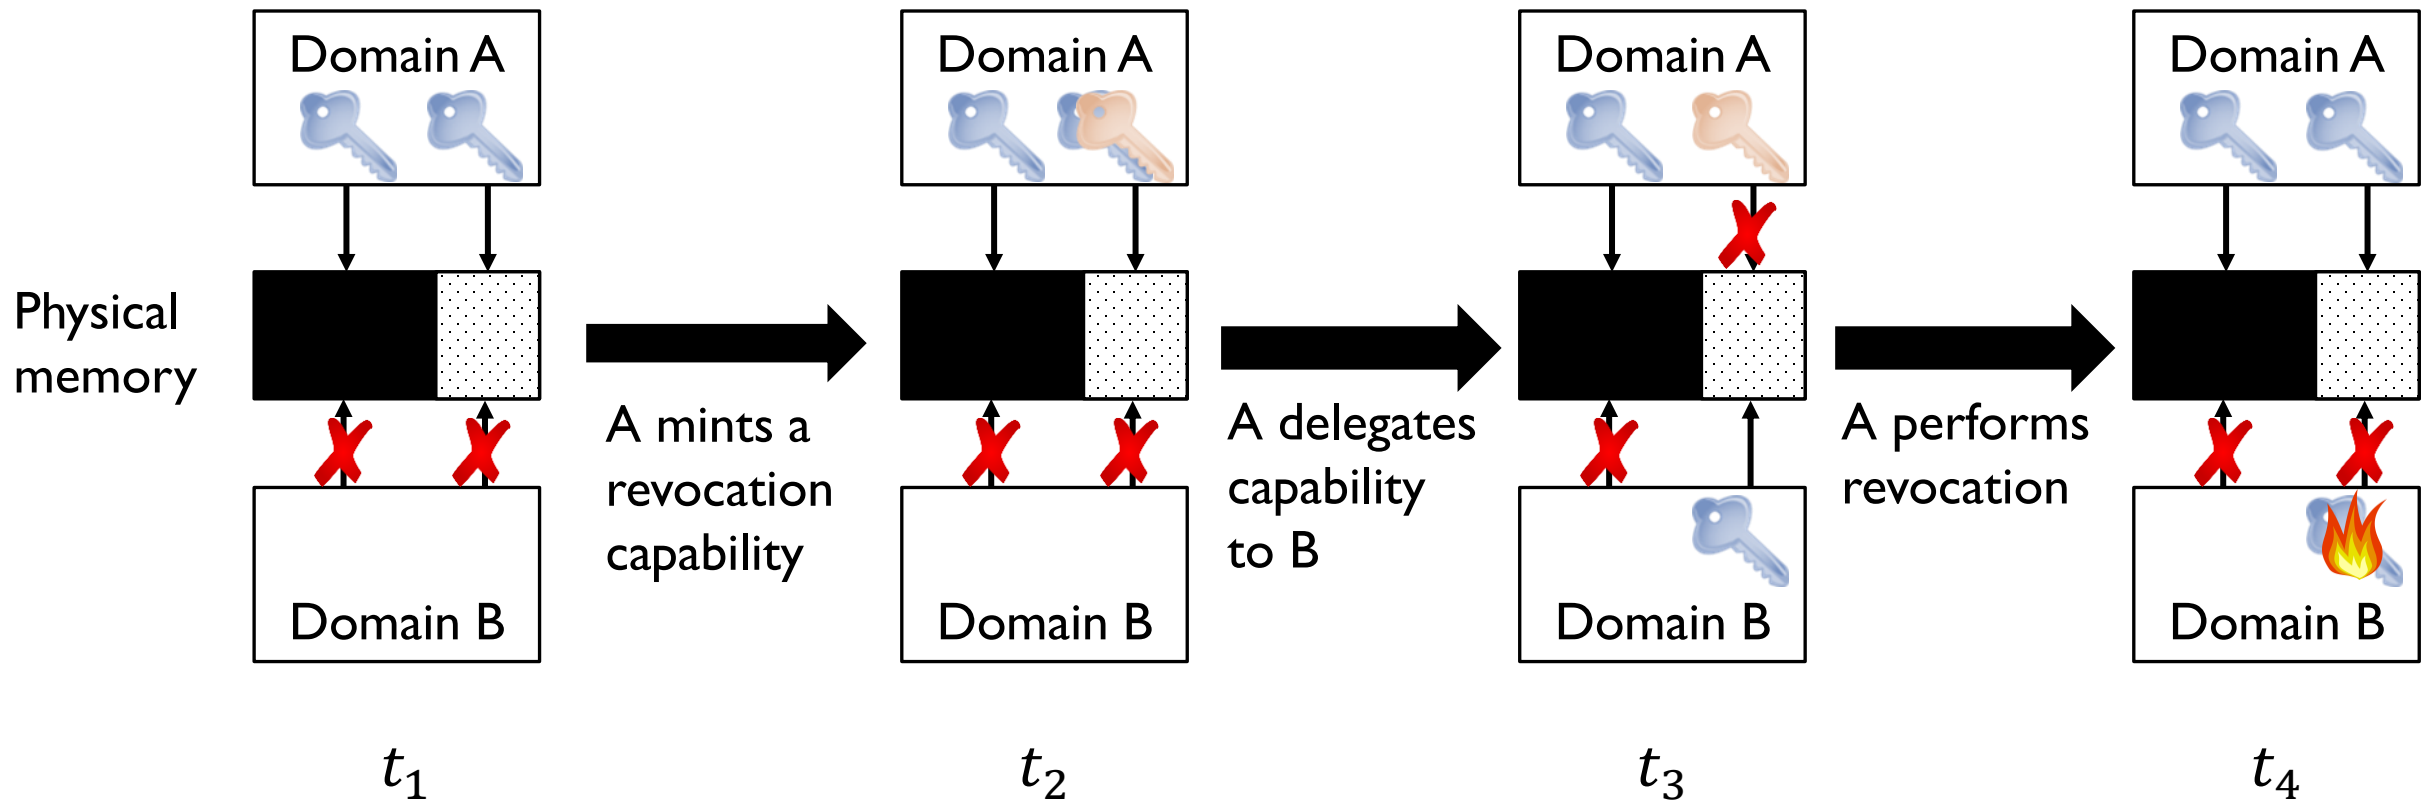 Domain A
Domain A
Domain A
Domain A
Physical
memory
A mints a
revocation
capability
A delegates
capability
to B
A performs
revocation
Domain B
Domain B
Domain B
Domain B
t₁
t₂
t₃
t₄